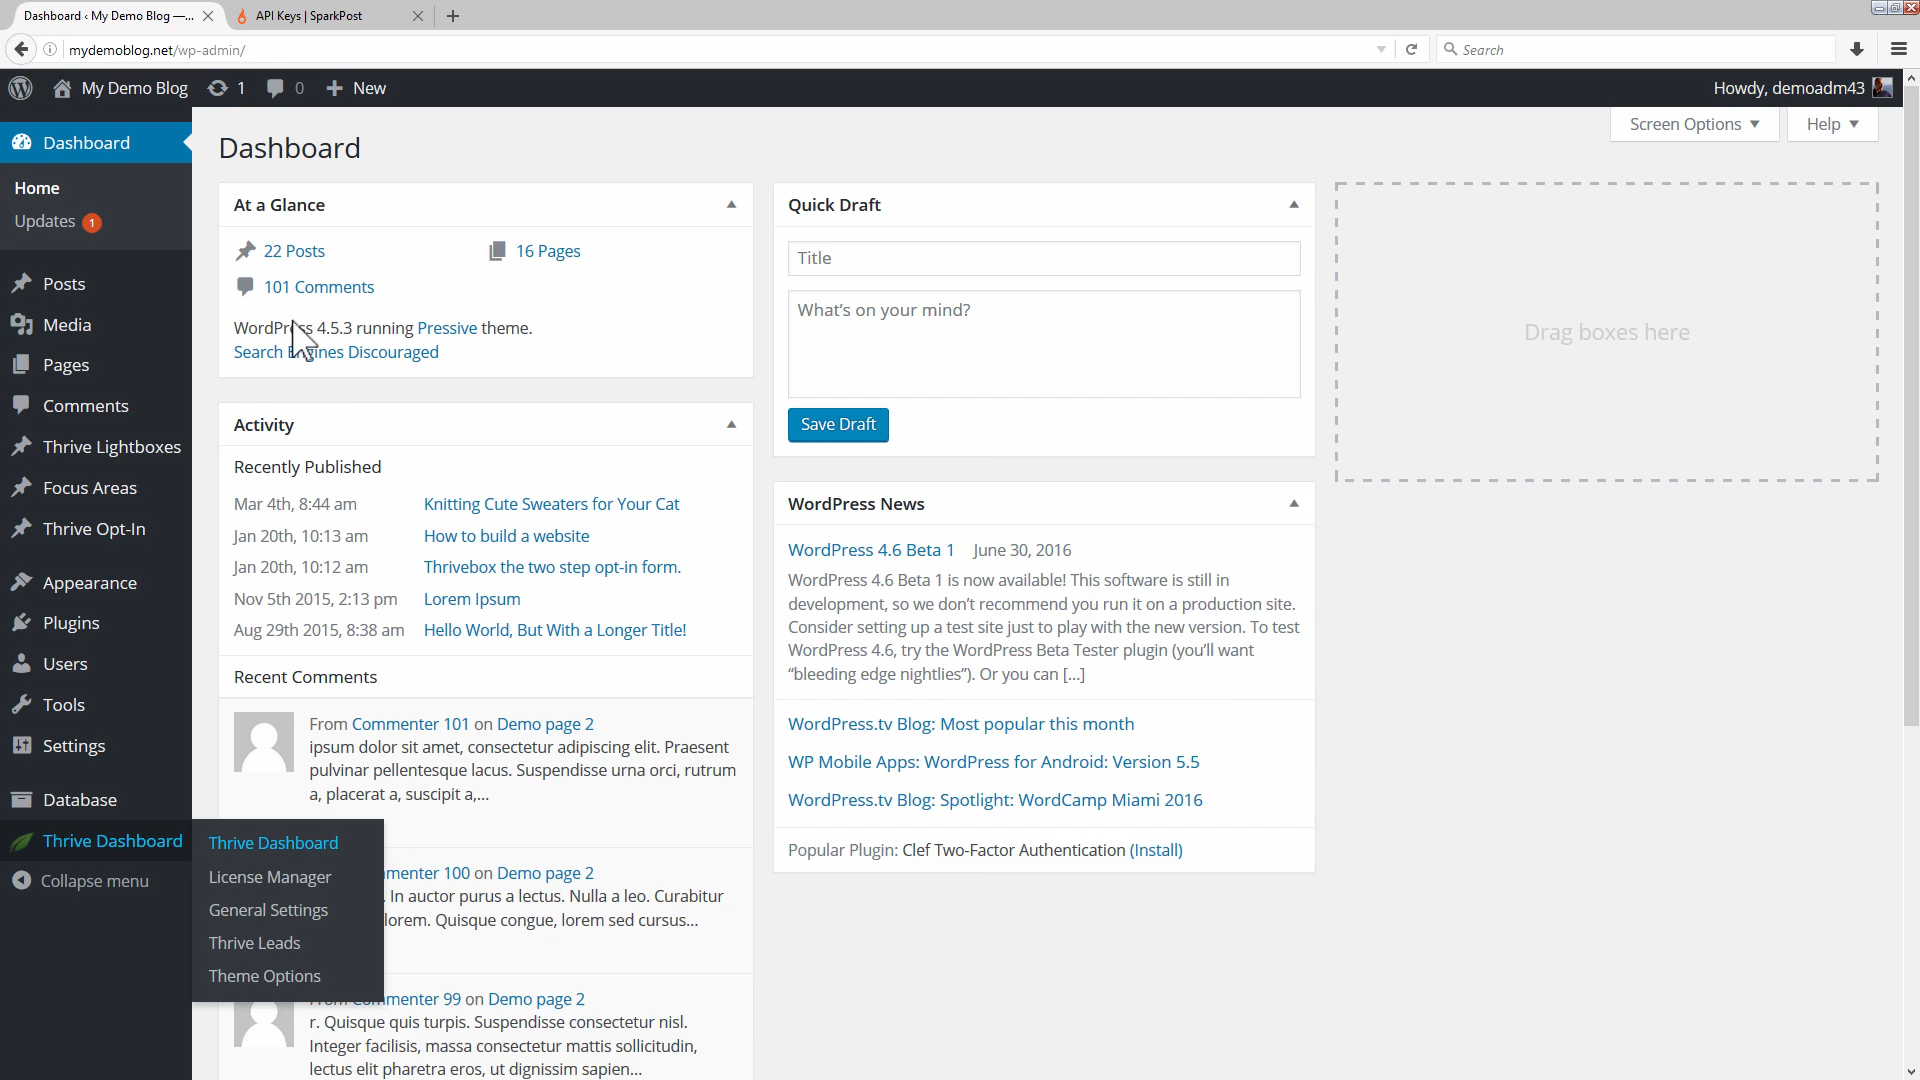 Dashboard ‹ My Demo Blog —...
API Keys | SparkPost
mydemoblog.net/wp-admin/
Search
My Demo Blog
1
0
New
Howdy, demoadm43
Dashboard
Home
Updates 1
Posts
Media
Pages
Comments
Thrive Lightboxes
Focus Areas
Thrive Opt-In
Appearance
Plugins
Users
Tools
Settings
Database
Thrive Dashboard
Collapse menu
Thrive Dashboard
License Manager
General Settings
Thrive Leads
Theme Options
Screen Options
Help
Dashboard
At a Glance
22 Posts
16 Pages
101 Comments
WordPress 4.5.3 running Pressive theme.
Search Engines Discouraged
Activity
Recently Published
Mar 4th, 8:44 am Knitting Cute Sweaters for Your Cat
Jan 20th, 10:13 am How to build a website
Jan 20th, 10:12 am Thrivebox the two step opt-in form.
Nov 5th 2015, 2:13 pm Lorem Ipsum
Aug 29th 2015, 8:38 am Hello World, But With a Longer Title!
Recent Comments
From Commenter 101 on Demo page 2
ipsum dolor sit amet, consectetur adipiscing elit. Praesent
pulvinar pellentesque lacus. Suspendisse urna orci, rutrum
a, placerat a, suscipit a,...
menter 100 on Demo page 2
. In auctor purus a lectus. Nulla a leo. Curabitur
lorem. Quisque congue, lorem sed cursus...
menter 99 on Demo page 2
r. Quisque quis turpis. Suspendisse consectetur nisl.
Integer facilisis, massa consectetur mattis sollicitudin,
lectus elit pharetra eros, ut dignissim sapien...
Quick Draft
Title
What's on your mind?
Save Draft
WordPress News
WordPress 4.6 Beta 1 June 30, 2016
WordPress 4.6 Beta 1 is now available! This software is still in
development, so we don't recommend you run it on a production site.
Consider setting up a test site just to play with the new version. To test
WordPress 4.6, try the WordPress Beta Tester plugin (you'll want
“bleeding edge nightlies”). Or you can [...]
WordPress.tv Blog: Most popular this month
WP Mobile Apps: WordPress for Android: Version 5.5
WordPress.tv Blog: Spotlight: WordCamp Miami 2016
Popular Plugin: Clef Two-Factor Authentication (Install)
Drag boxes here